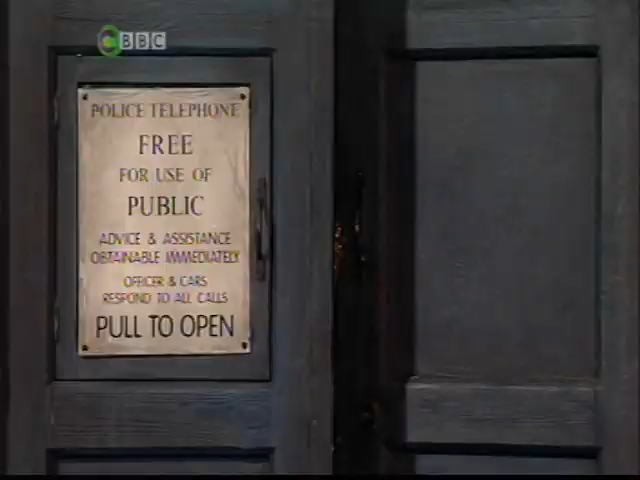 CBBC
POLICE TELEPHONE
FREE
FOR USE OF
PUBLIC
ADVICE & ASSISTANCE
OBTAINABLE IMMEDIATELY
OFFICER & CARS
RESPOND TO ALL CALLS
PULL TO OPEN